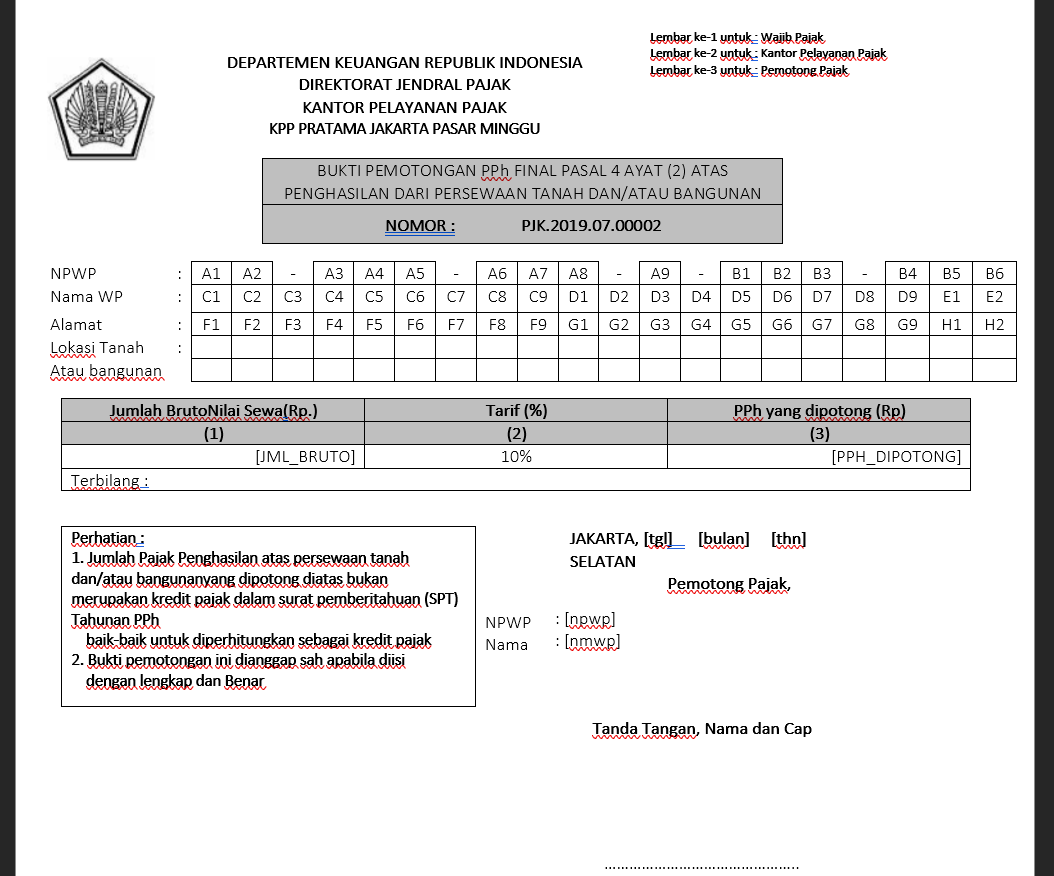 Lembar ke-1 untuk : Wajib Pajak
Lembar ke-2 untuk : Kantor Pelayanan Pajak
Lembar ke-3 untuk : Pemotong Pajak
DEPARTEMEN KEUANGAN REPUBLIK INDONESIA
DIREKTORAT JENDRAL PAJAK
KANTOR PELAYANAN PAJAK
KPP PRATAMA JAKARTA PASAR MINGGU
BUKTI PEMOTONGAN PPh FINAL PASAL 4 AYAT (2) ATAS
PENGHASILAN DARI PERSEWAAN TANAH DAN/ATAU BANGUNAN
NOMOR : PJK.2019.07.00002
NPWP : A1 A2 - A3 A4 A5 - A6 A7 A8 - A9 - B1 B2 B3 - B4 B5 B6
Nama WP : C1 C2 C3 C4 C5 C6 C7 C8 C9 D1 D2 D3 D4 D5 D6 D7 D8 D9 E1 E2
Alamat : F1 F2 F3 F4 F5 F6 F7 F8 F9 G1 G2 G3 G4 G5 G6 G7 G8 G9 H1 H2
Lokasi Tanah :
Atau bangunan
Jumlah BrutoNilai Sewa(Rp.) Tarif (%) PPh yang dipotong (Rp)
(1) (2) (3)
[JML_BRUTO] 10% [PPH_DIPOTONG]
Terbilang :
Perhatian :
1. Jumlah Pajak Penghasilan atas persewaan tanah
dan/atau bangunanyang dipotong diatas bukan
merupakan kredit pajak dalam surat pemberitahuan (SPT)
Tahunan PPh
baik-baik untuk diperhitungkan sebagai kredit pajak
2. Bukti pemotongan ini dianggap sah apabila diisi
dengan lengkap dan Benar
JAKARTA, [tgl] [bulan] [thn]
SELATAN
Pemotong Pajak,
NPWP : [npwp]
Nama : [nmwp]
Tanda Tangan, Nama dan Cap
………………………………………..